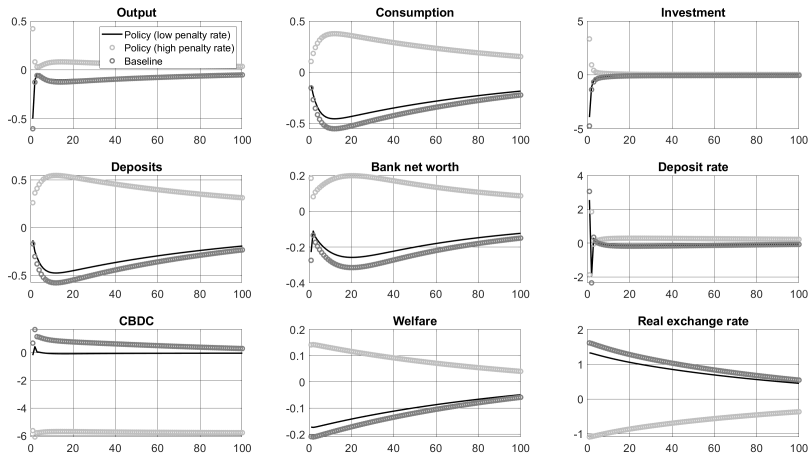 Output
0.5
0
-0.5
0 20 40 60 80 100
Policy (low penalty rate)
Policy (high penalty rate)
Baseline
Consumption
0.5
0
-0.5
0 20 40 60 80 100
Investment
5
0
-5
0 20 40 60 80 100
Deposits
0.5
0
-0.5
0 20 40 60 80 100
Bank net worth
0.2
0
-0.2
-0.4
0 20 40 60 80 100
Deposit rate
4
2
0
-2
0 20 40 60 80 100
CBDC
0
-2
-4
-6
0 20 40 60 80 100
Welfare
0.2
0.1
0
-0.1
-0.2
0 20 40 60 80 100
Real exchange rate
2
1
0
-1
0 20 40 60 80 100